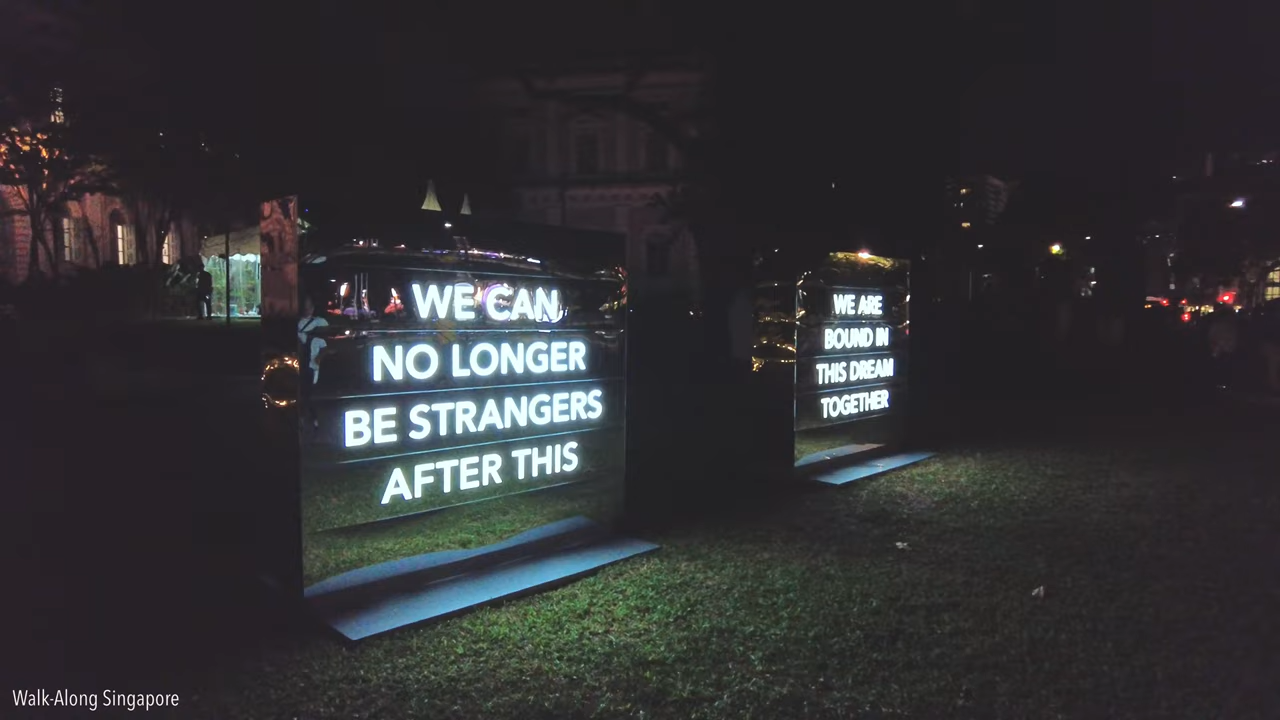 WE CAN
NO LONGER
BE STRANGERS
AFTER THIS
WE ARE
BOUND IN
THIS DREAM
TOGETHER
Walk-Along Singapore